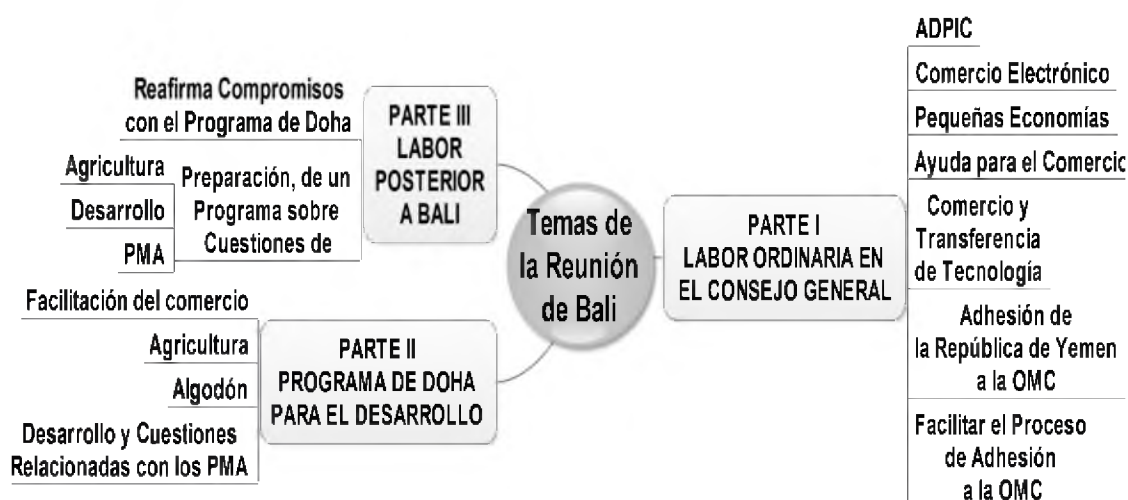 Temas de
la Reunión
de Bali
PARTE I
LABOR ORDINARIA EN
EL CONSEJO GENERAL
ADPIC
Comercio Electrónico
Pequeñas Economías
Ayuda para el Comercio
Comercio y
Transferencia
de Tecnología
Adhesión de
la República de Yemen
a la OMC
Facilitar el Proceso
de Adhesión
a la OMC
PARTE II
PROGRAMA DE DOHA
PARA EL DESARROLLO
Facilitación del comercio
Agricultura
Algodón
Desarrollo y Cuestiones
Relacionadas con los PMA
PARTE III
LABOR
POSTERIOR
A BALI
Reafirma Compromisos
con el Programa de Doha
Preparación, de un
Programa sobre
Cuestiones de
Agricultura
Desarrollo
PMA